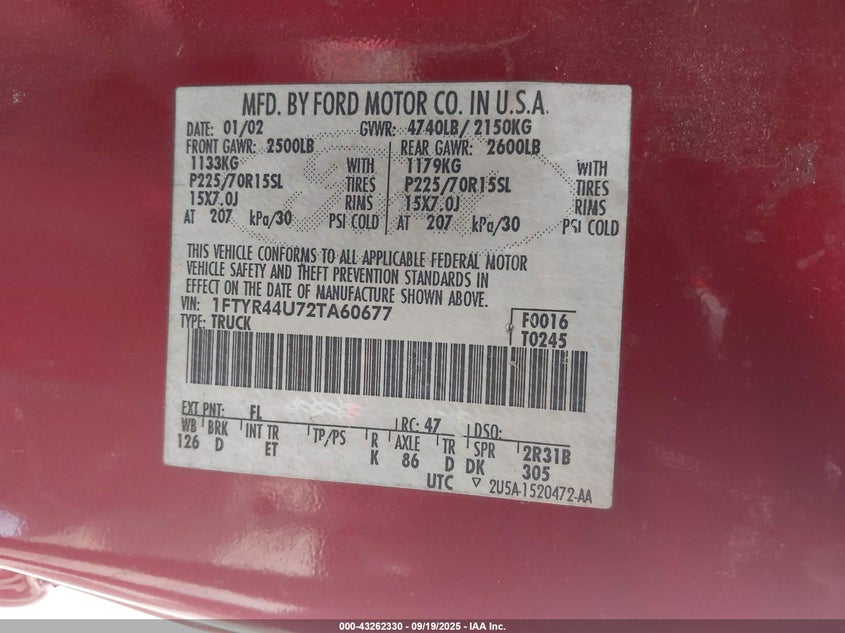 MFD. BY FORD MOTOR CO. IN U.S.A.
DATE: 01/02 GVWR: 4740LB/ 2150KG
FRONT GAWR: 2500LB REAR GAWR: 2600LB
1133KG WITH 1179KG WITH
P225/70R15SL TIRES P225/70R15SL TIRES
15X7.0J RIMS 15X7.0J RIMS
AT 207 kPa/30 PSI COLD AT 207 kPa/30 PSI COLD
THIS VEHICLE CONFORMS TO ALL APPLICABLE FEDERAL MOTOR
VEHICLE SAFETY AND THEFT PREVENTION STANDARDS IN
EFFECT ON THE DATE OF MANUFACTURE SHOWN ABOVE.
VIN: 1FTYR44U72TA60677 F0016
TYPE: TRUCK T0245
EXT PNT: FL RC: 47 DSO:
WB BRK INT TR TP/PS R AXLE TR SPR 2R31B
126 D ET K 86 D DK 305
UTC ▽ 2U5A-1520472-AA
000-43262330 - 09/19/2025 - IAA Inc.